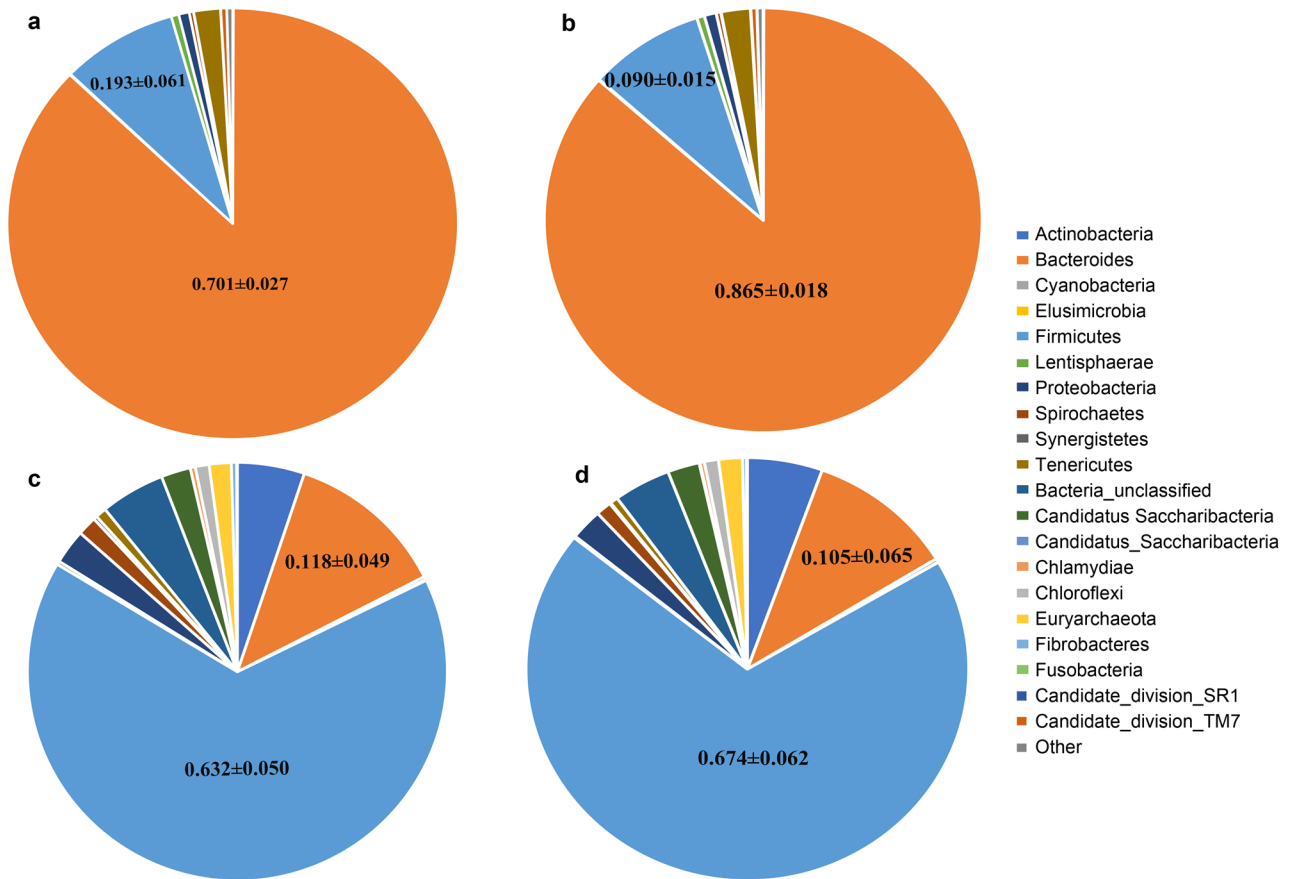 a
0.193±0.061
0.701±0.027
b
0.090±0.015
0.865±0.018
c
0.118±0.049
0.632±0.050
d
0.105±0.065
0.674±0.062
Actinobacteria
Bacteroides
Cyanobacteria
Elusimicrobia
Firmicutes
Lentisphaerae
Proteobacteria
Spirochaetes
Synergistetes
Tenericutes
Bacteria_unclassified
Candidatus Saccharibacteria
Candidatus_Saccharibacteria
Chlamydiae
Chloroflexi
Euryarchaeota
Fibrobacteres
Fusobacteria
Candidate_division_SR1
Candidate_division_TM7
Other